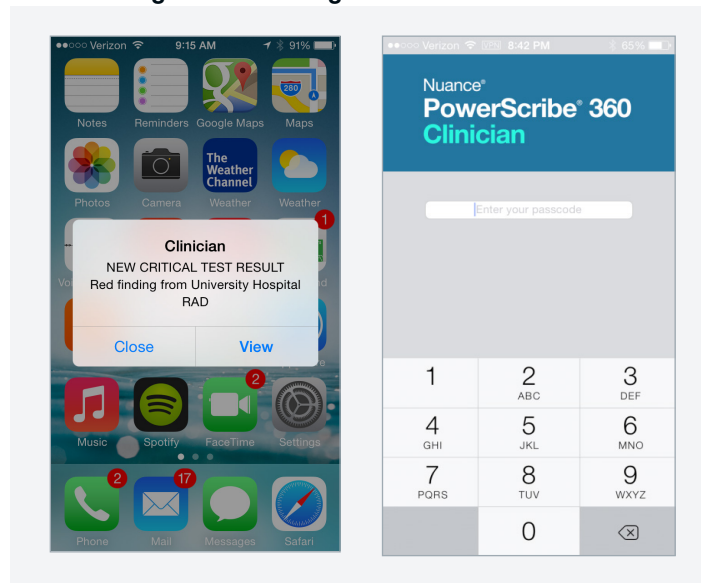 Verizon 9:15 AM 91%
280
Notes Reminders Google Maps Maps
The
Weather
Channel
Photos Camera Weather Weather
1
Clinician
NEW CRITICAL TEST RESULT
Red finding from University Hospital
RAD
Close View
2
Music Spotify FaceTime Settings
2 17
Phone Mail Messages Safari
Verizon VPN 8:42 PM 65%
Nuance®
PowerScribe® 360
Clinician
Enter your passcode
1 2 3
ABC DEF
4 5 6
GHI JKL MNO
7 8 9
PQRS TUV WXYZ
0